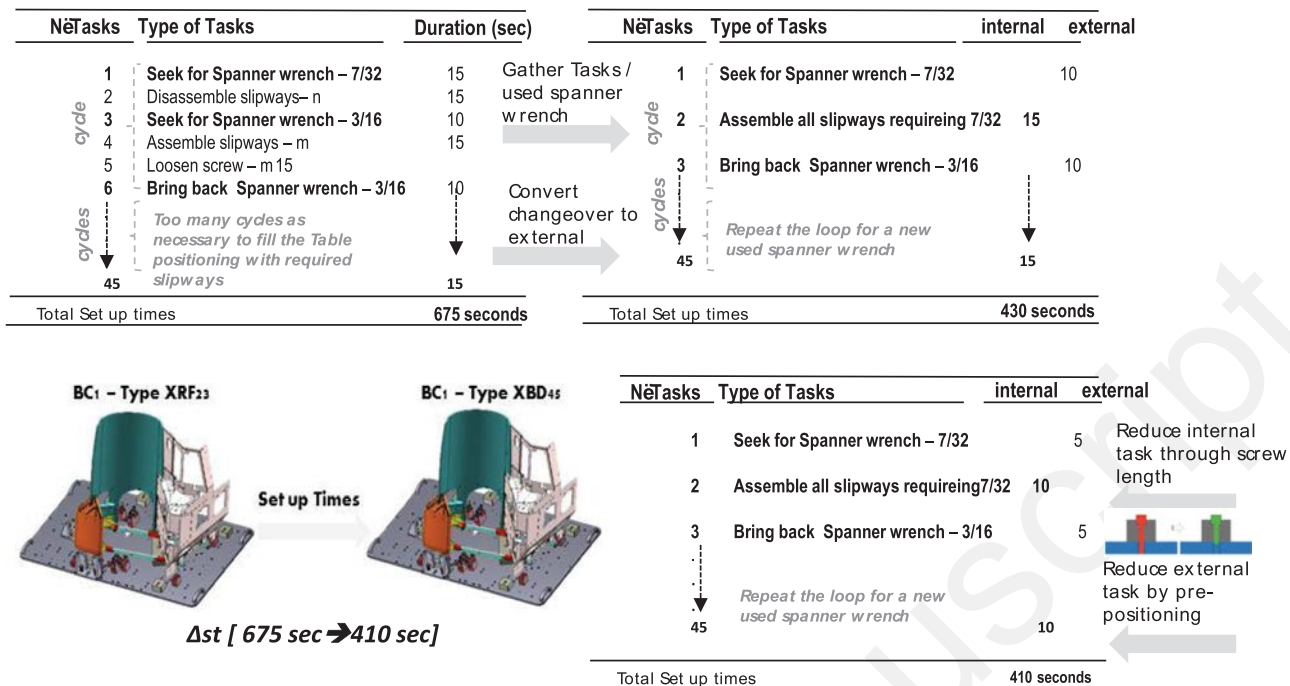 NëTasks Type of Tasks Duration (sec)
1 Seek for Spanner wrench – 7/32 15
2 Disassemble slipways– n 15
3 Seek for Spanner wrench – 3/16 10
4 Assemble slipways – m 15
5 Loosen screw – m 15
6 Bring back Spanner wrench – 3/16 10
cycle
cycles
Too many cycles as
necessary to fill the Table
positioning with required
slipways
45 15
Total Set up times 675 seconds
Gather Tasks /
used spanner
wrench
Convert
changeover to
external
NëTasks Type of Tasks internal external
1 Seek for Spanner wrench – 7/32 10
2 Assemble all slipways requireing 7/32 15
3 Bring back Spanner wrench – 3/16 10
cycle
cycles
Repeat the loop for a new
used spanner wrench
45 15
Total Set up times 430 seconds
BC1 – Type XRF23
BC1 – Type XBD45
Set up Times
Δst [ 675 sec ➔410 sec]
NëTasks Type of Tasks internal external
1 Seek for Spanner wrench – 7/32 5
2 Assemble all slipways requireing7/32 10
3 Bring back Spanner wrench – 3/16 5
Repeat the loop for a new
used spanner wrench
45 10
Total Set up times 410 seconds
Reduce internal
task through screw
length
Reduce external
task by pre-
positioning
uscript